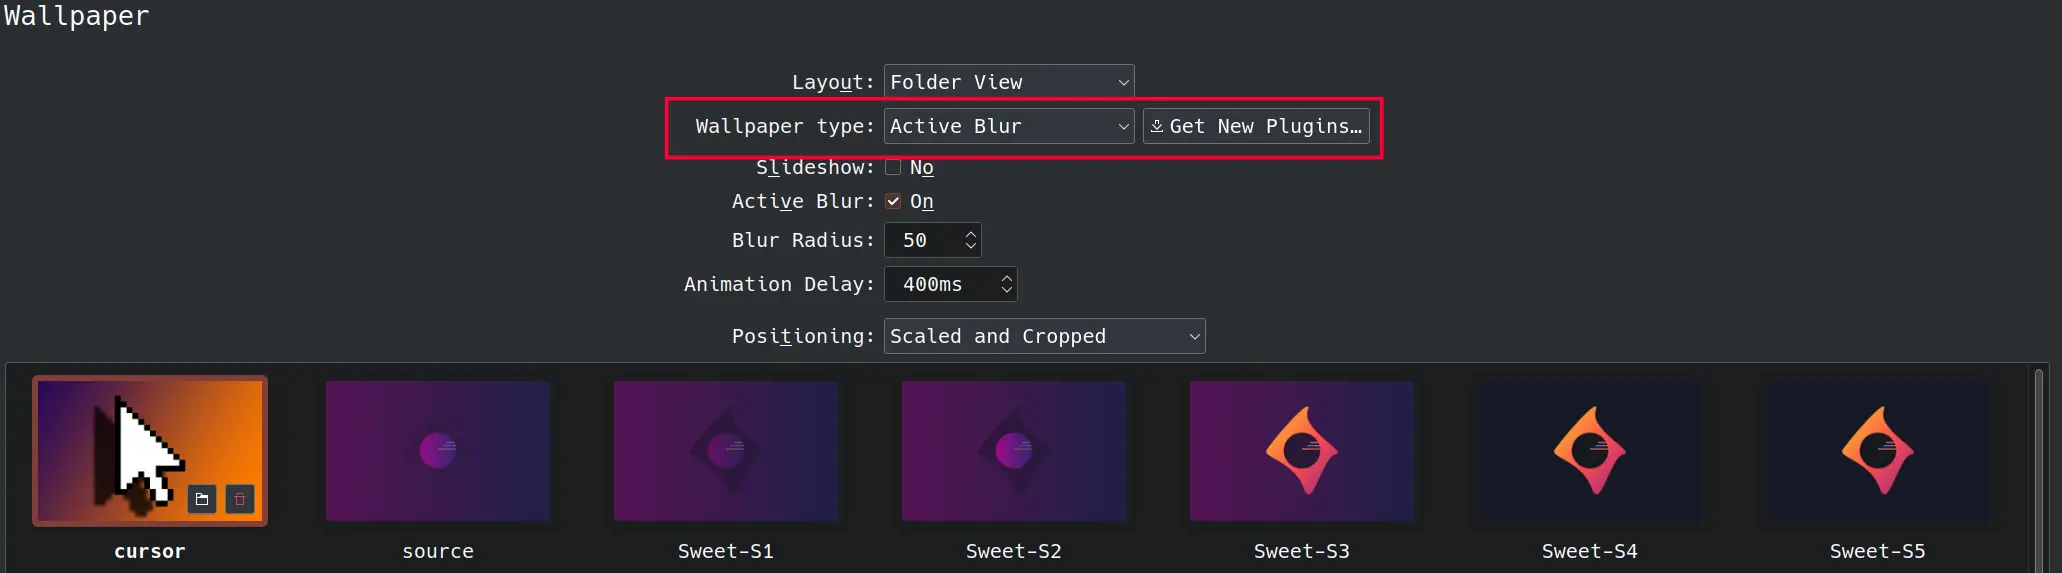 Wallpaper
Layout: Folder View
Wallpaper type: Active Blur Get New Plugins…
Slideshow: No
Active Blur: On
Blur Radius: 50
Animation Delay: 400ms
Positioning: Scaled and Cropped
cursor source Sweet-S1 Sweet-S2 Sweet-S3 Sweet-S4 Sweet-S5